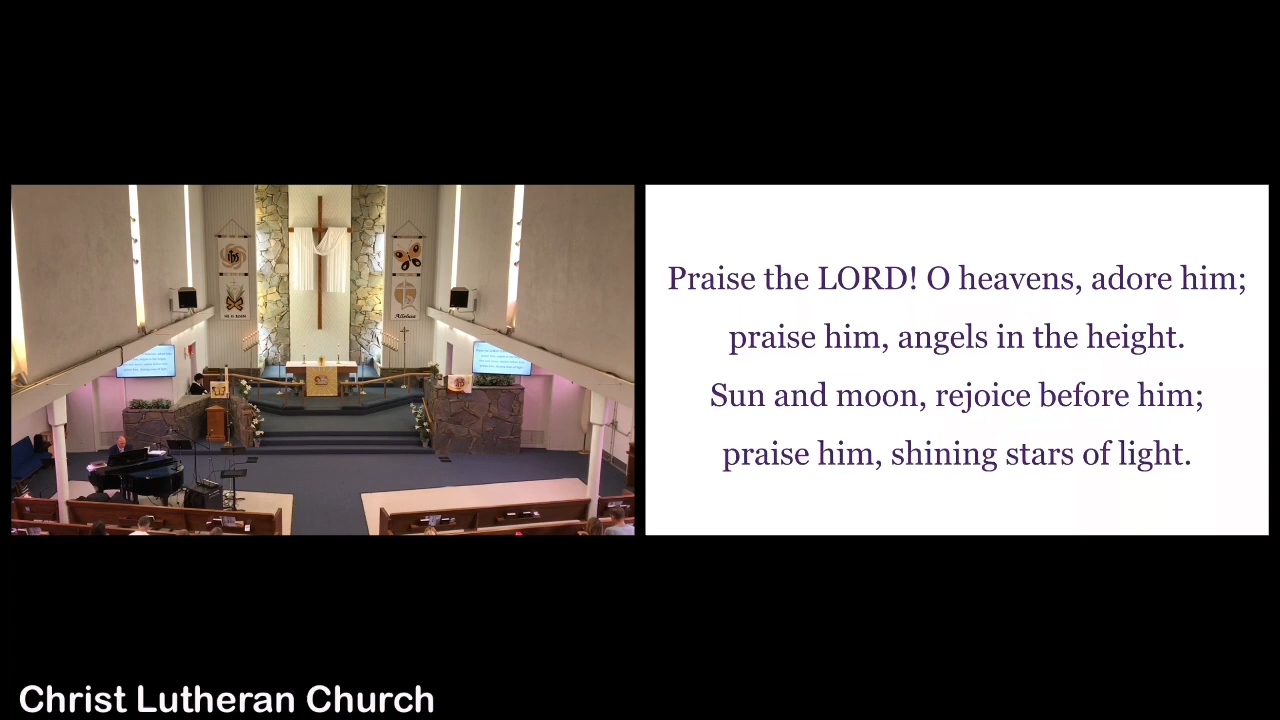 Praise the LORD! O heavens, adore him;
praise him, angels in the height.
Sun and moon, rejoice before him;
praise him, shining stars of light.
Alleluia
Christ Lutheran Church